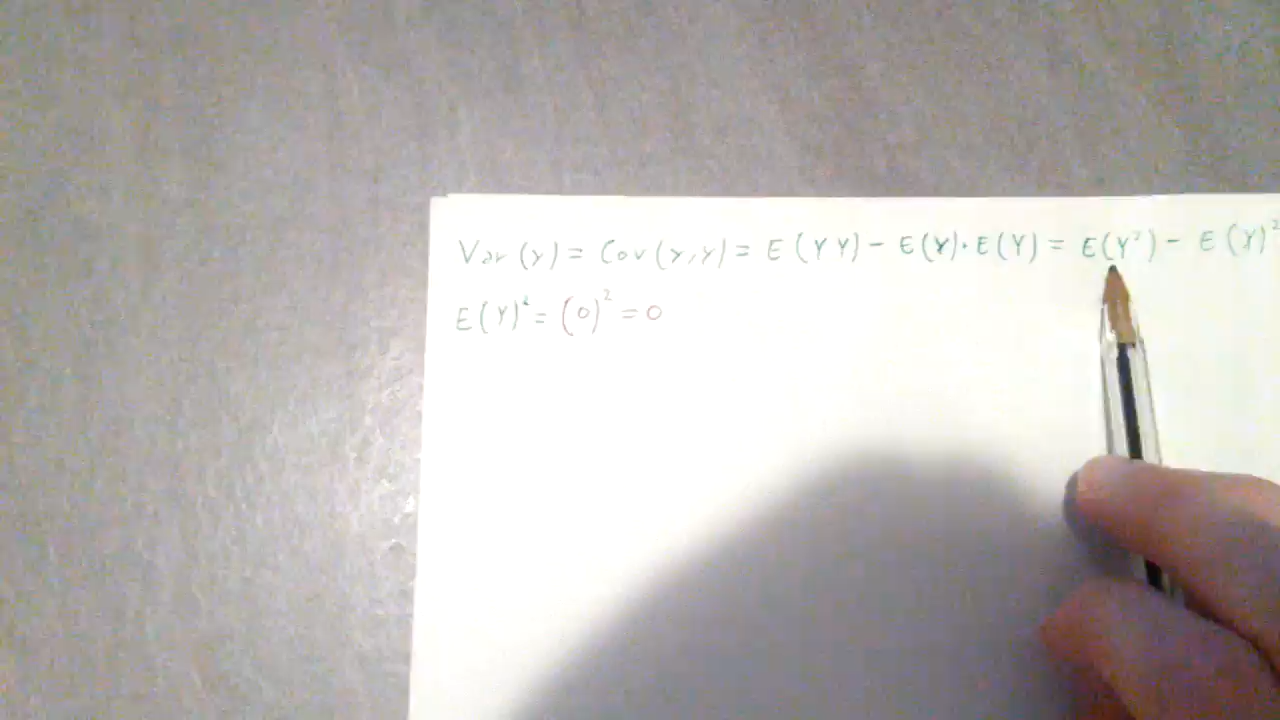 Var (Y) = Cov (Y, Y) = E (Y Y) - E (Y) · E (Y) = E(Y²) - E (Y)²
E (Y)² = (0)² = 0